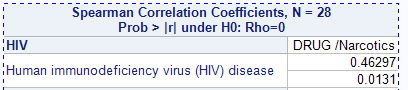 Spearman Correlation Coefficients, N = 28
Prob > |r| under H0: Rho=0
HIV DRUG /Narcotics
Human immunodeficiency virus (HIV) disease 0.46297
0.0131